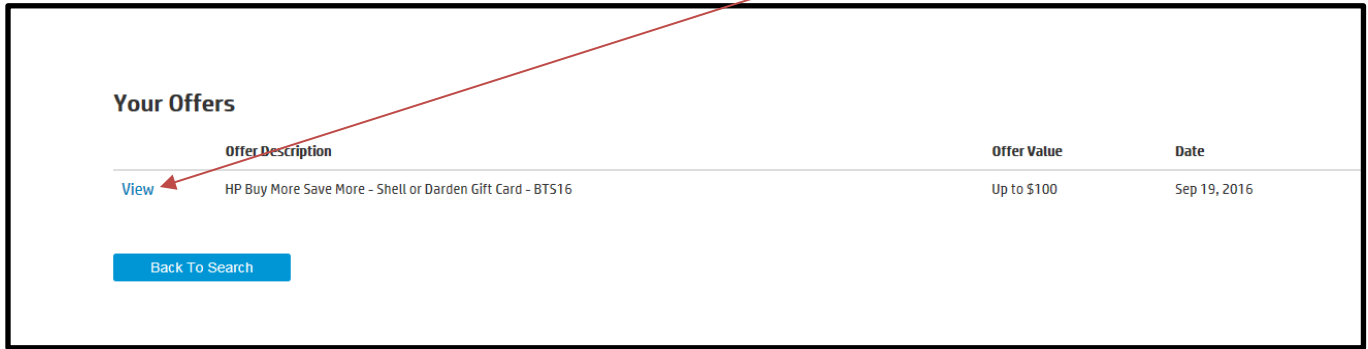 Your Offers
Offer Description Offer Value Date
View HP Buy More Save More - Shell or Darden Gift Card - BTS16 Up to $100 Sep 19, 2016
Back To Search